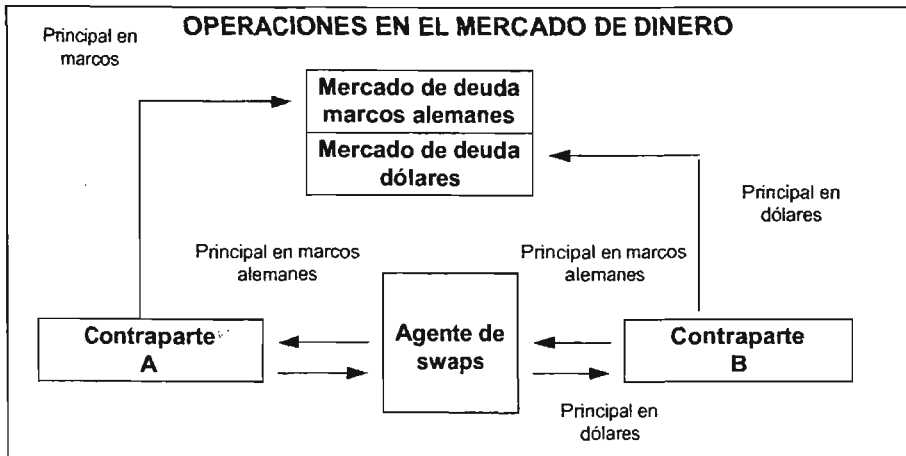 OPERACIONES EN EL MERCADO DE DINERO
Principal en
marcos
Mercado de deuda
marcos alemanes
Mercado de deuda
dólares
Principal en
dólares
Principal en marcos
alemanes
Principal en marcos
alemanes
Contraparte
A
Agente de
swaps
Contraparte
B
Principal en
dólares